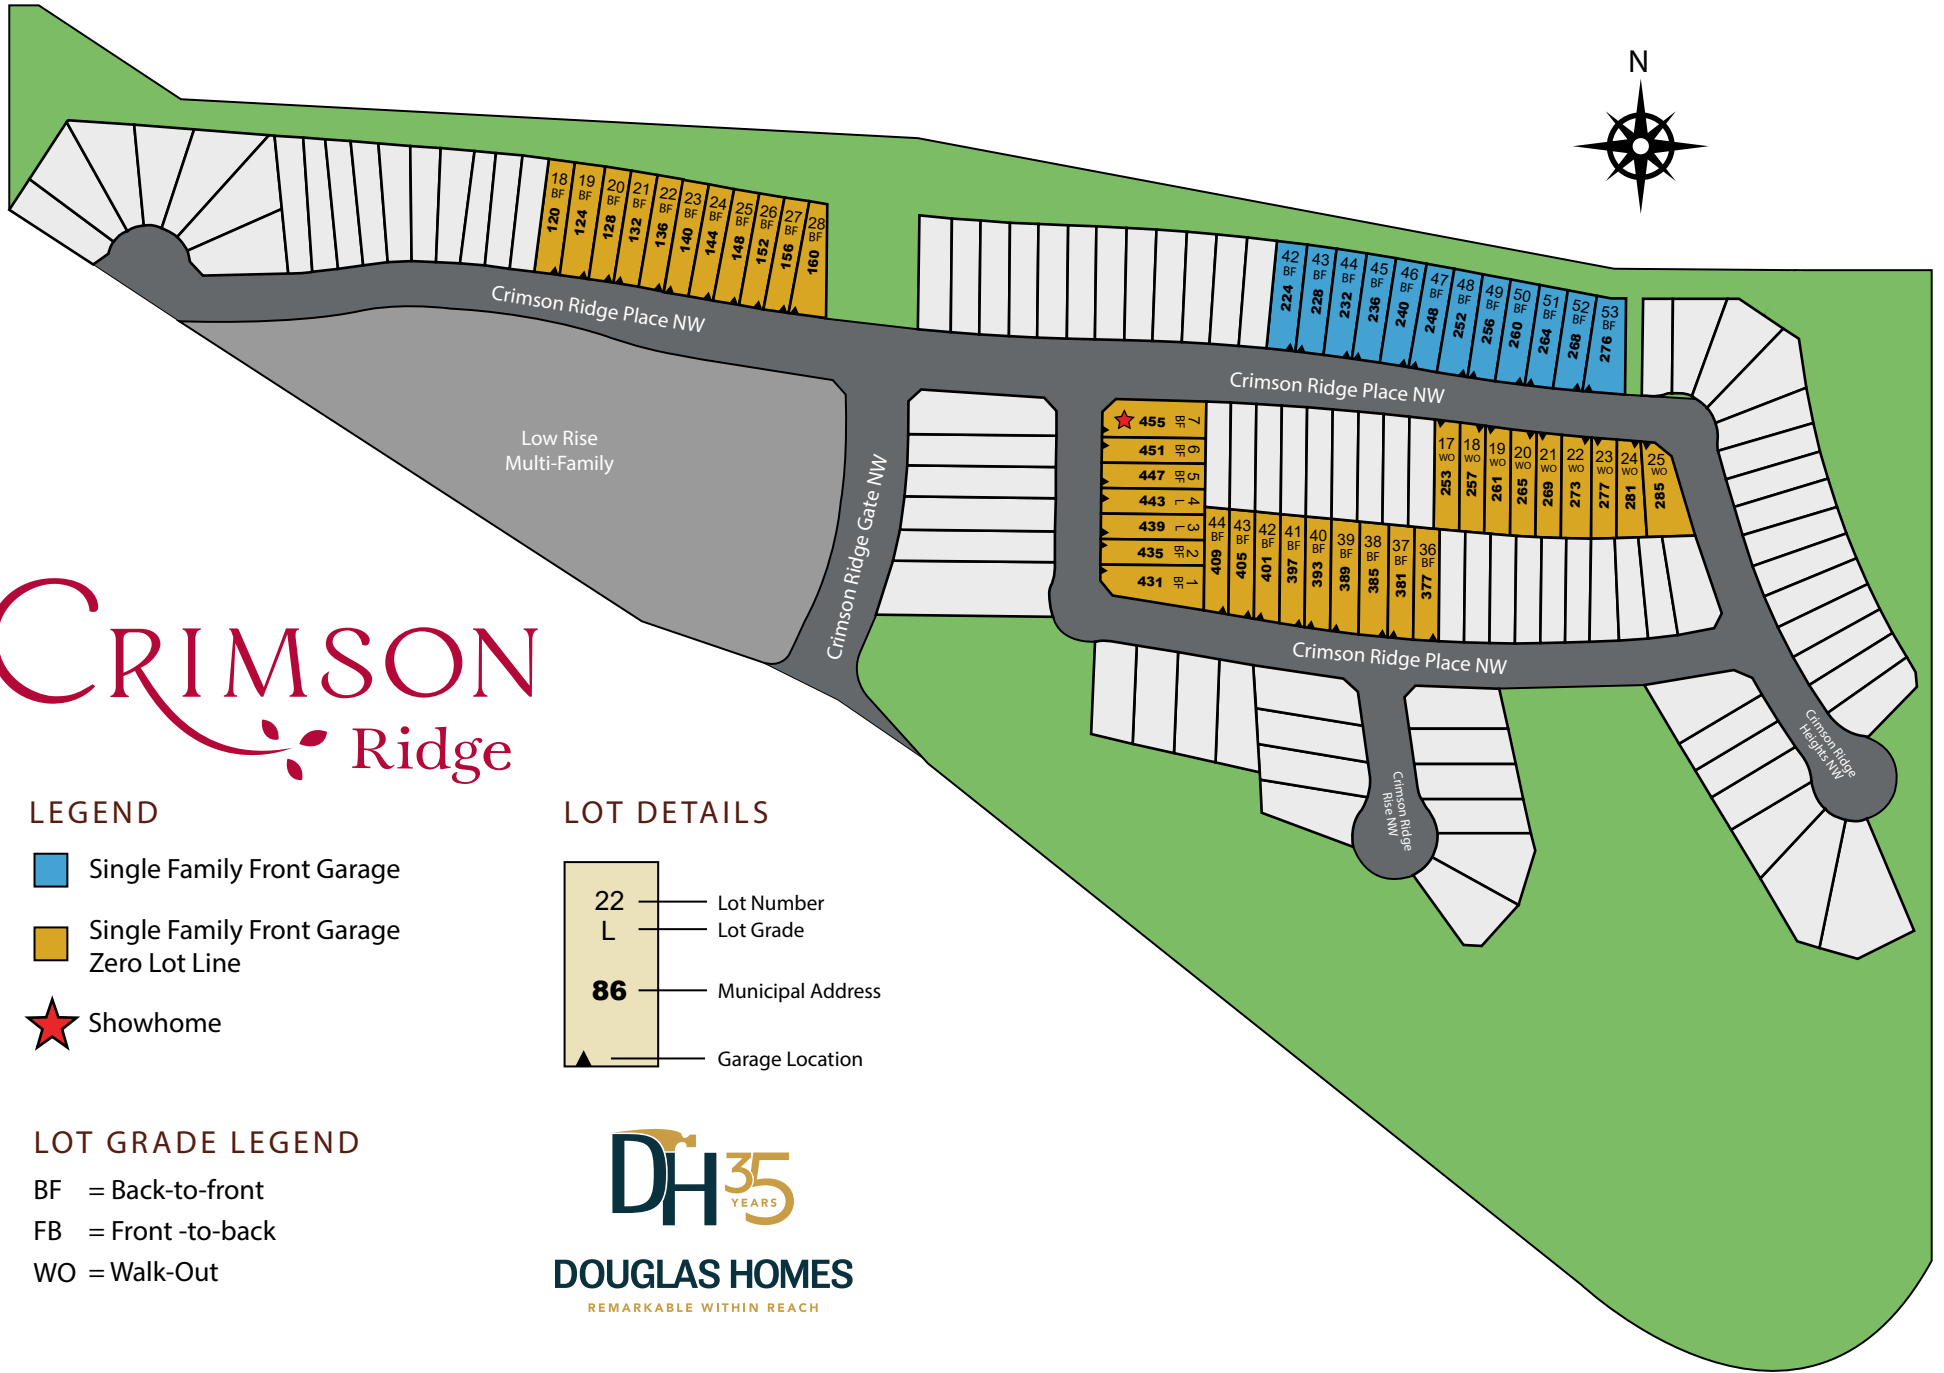 N
18
BF
120
19
BF
124
20
BF
128
21
BF
132
22
BF
136
23
BF
140
24
BF
144
25
BF
148
26
BF
152
27
BF
156
28
BF
160
42
BF
224
43
BF
228
44
BF
232
45
BF
236
46
BF
240
47
BF
248
48
BF
252
49
BF
256
50
BF
260
51
BF
264
52
BF
268
53
BF
276
Crimson Ridge Place NW
Crimson Ridge Place NW
Low Rise
Multi-Family
Crimson Ridge Gate NW
455 BF 7
451 BF 6
447 BF 5
443 L 4
439 L 3
435 BF 2
431 BF 1
17
WO
253
18
WO
257
19
WO
261
20
WO
265
21
WO
269
22
WO
273
23
WO
277
24
WO
281
25
WO
285
44
BF
409
43
BF
405
42
BF
401
41
BF
397
40
BF
393
39
BF
389
38
BF
385
37
BF
381
36
BF
377
Crimson Ridge Place NW
Crimson Ridge
Rise NW
Crimson Ridge
Heights NW
CRIMSON
Ridge
LEGEND
Single Family Front Garage
Single Family Front Garage
Zero Lot Line
Showhome
LOT DETAILS
22
L
86
Lot Number
Lot Grade
Municipal Address
Garage Location
LOT GRADE LEGEND
BF = Back-to-front
FB = Front -to-back
WO = Walk-Out
DH 35
YEARS
DOUGLAS HOMES
REMARKABLE WITHIN REACH